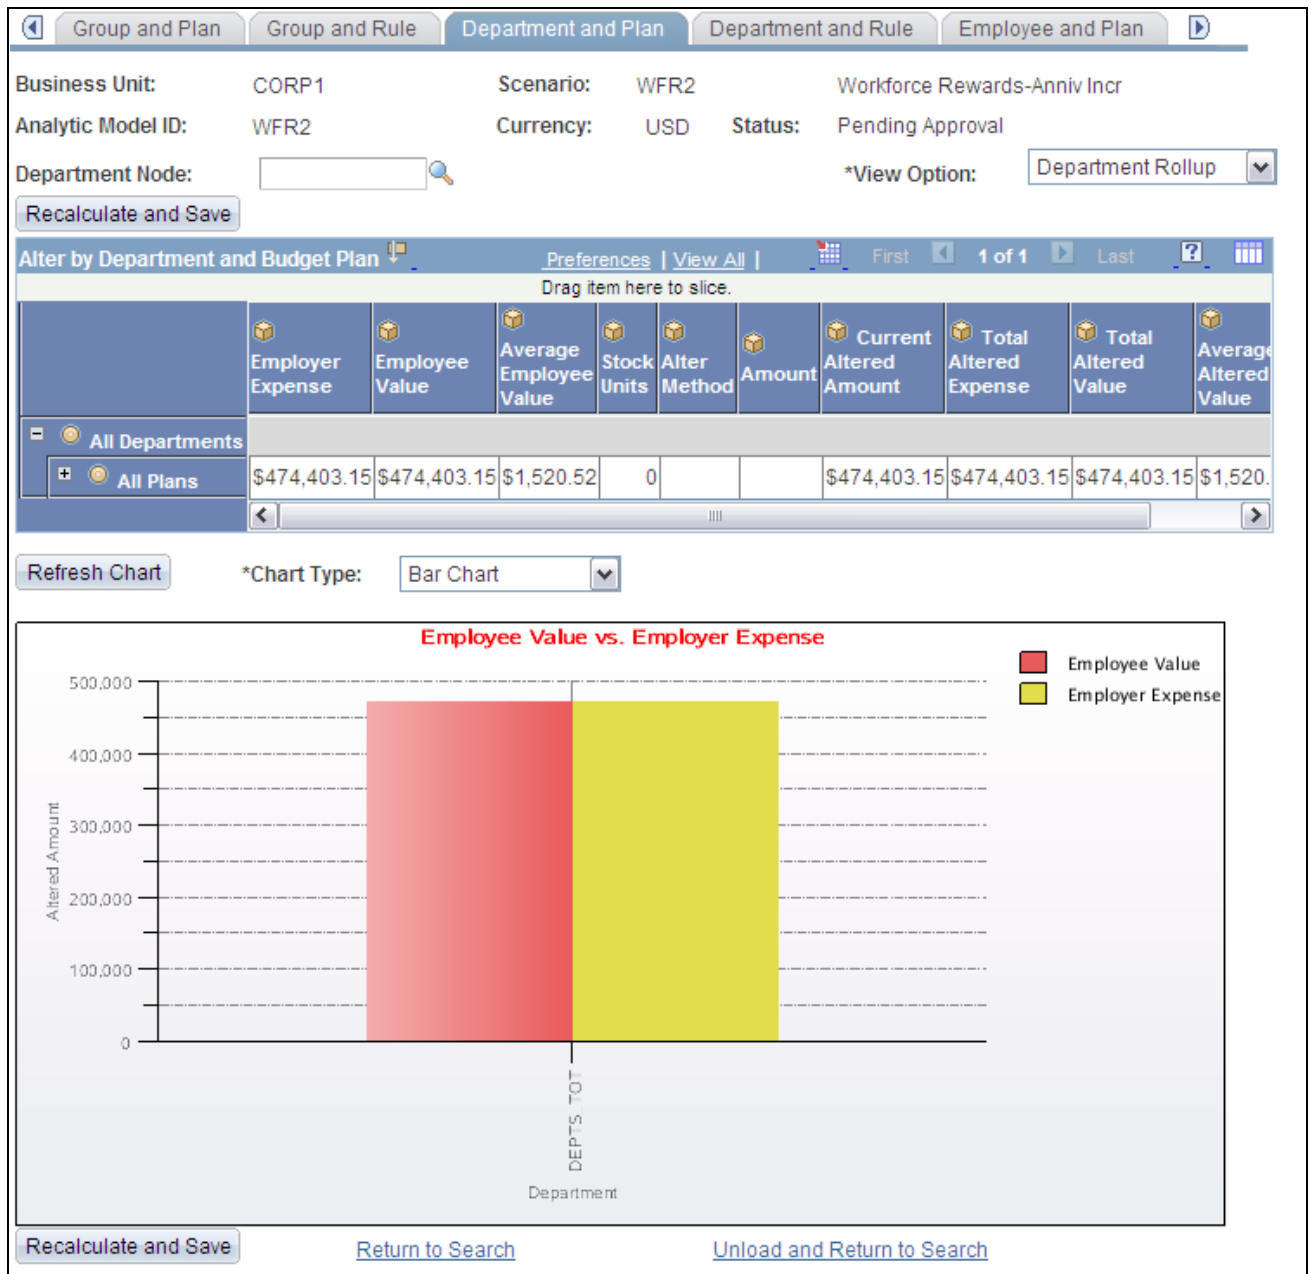 Group and Plan Group and Rule Department and Plan Department and Rule Employee and Plan
Business Unit: CORP1 Scenario: WFR2 Workforce Rewards-Anniv Incr
Analytic Model ID: WFR2 Currency: USD Status: Pending Approval
Department Node: *View Option: Department Rollup
Recalculate and Save
Alter by Department and Budget Plan Preferences | View All | First 1 of 1 Last ?
Drag item here to slice.
Employer Expense Employee Value Average Employee Value Stock Units Alter Method Amount Current Altered Amount Total Altered Expense Total Altered Value Average Altered Value
All Departments
All Plans $474,403.15 $474,403.15 $1,520.52 0 $474,403.15 $474,403.15 $474,403.15 $1,520.
Refresh Chart *Chart Type: Bar Chart
Employee Value vs. Employer Expense
Employee Value
Employer Expense
500,000
400,000
300,000
200,000
100,000
0
Altered Amount
DEPTS_TOT
Department
Recalculate and Save Return to Search Unload and Return to Search